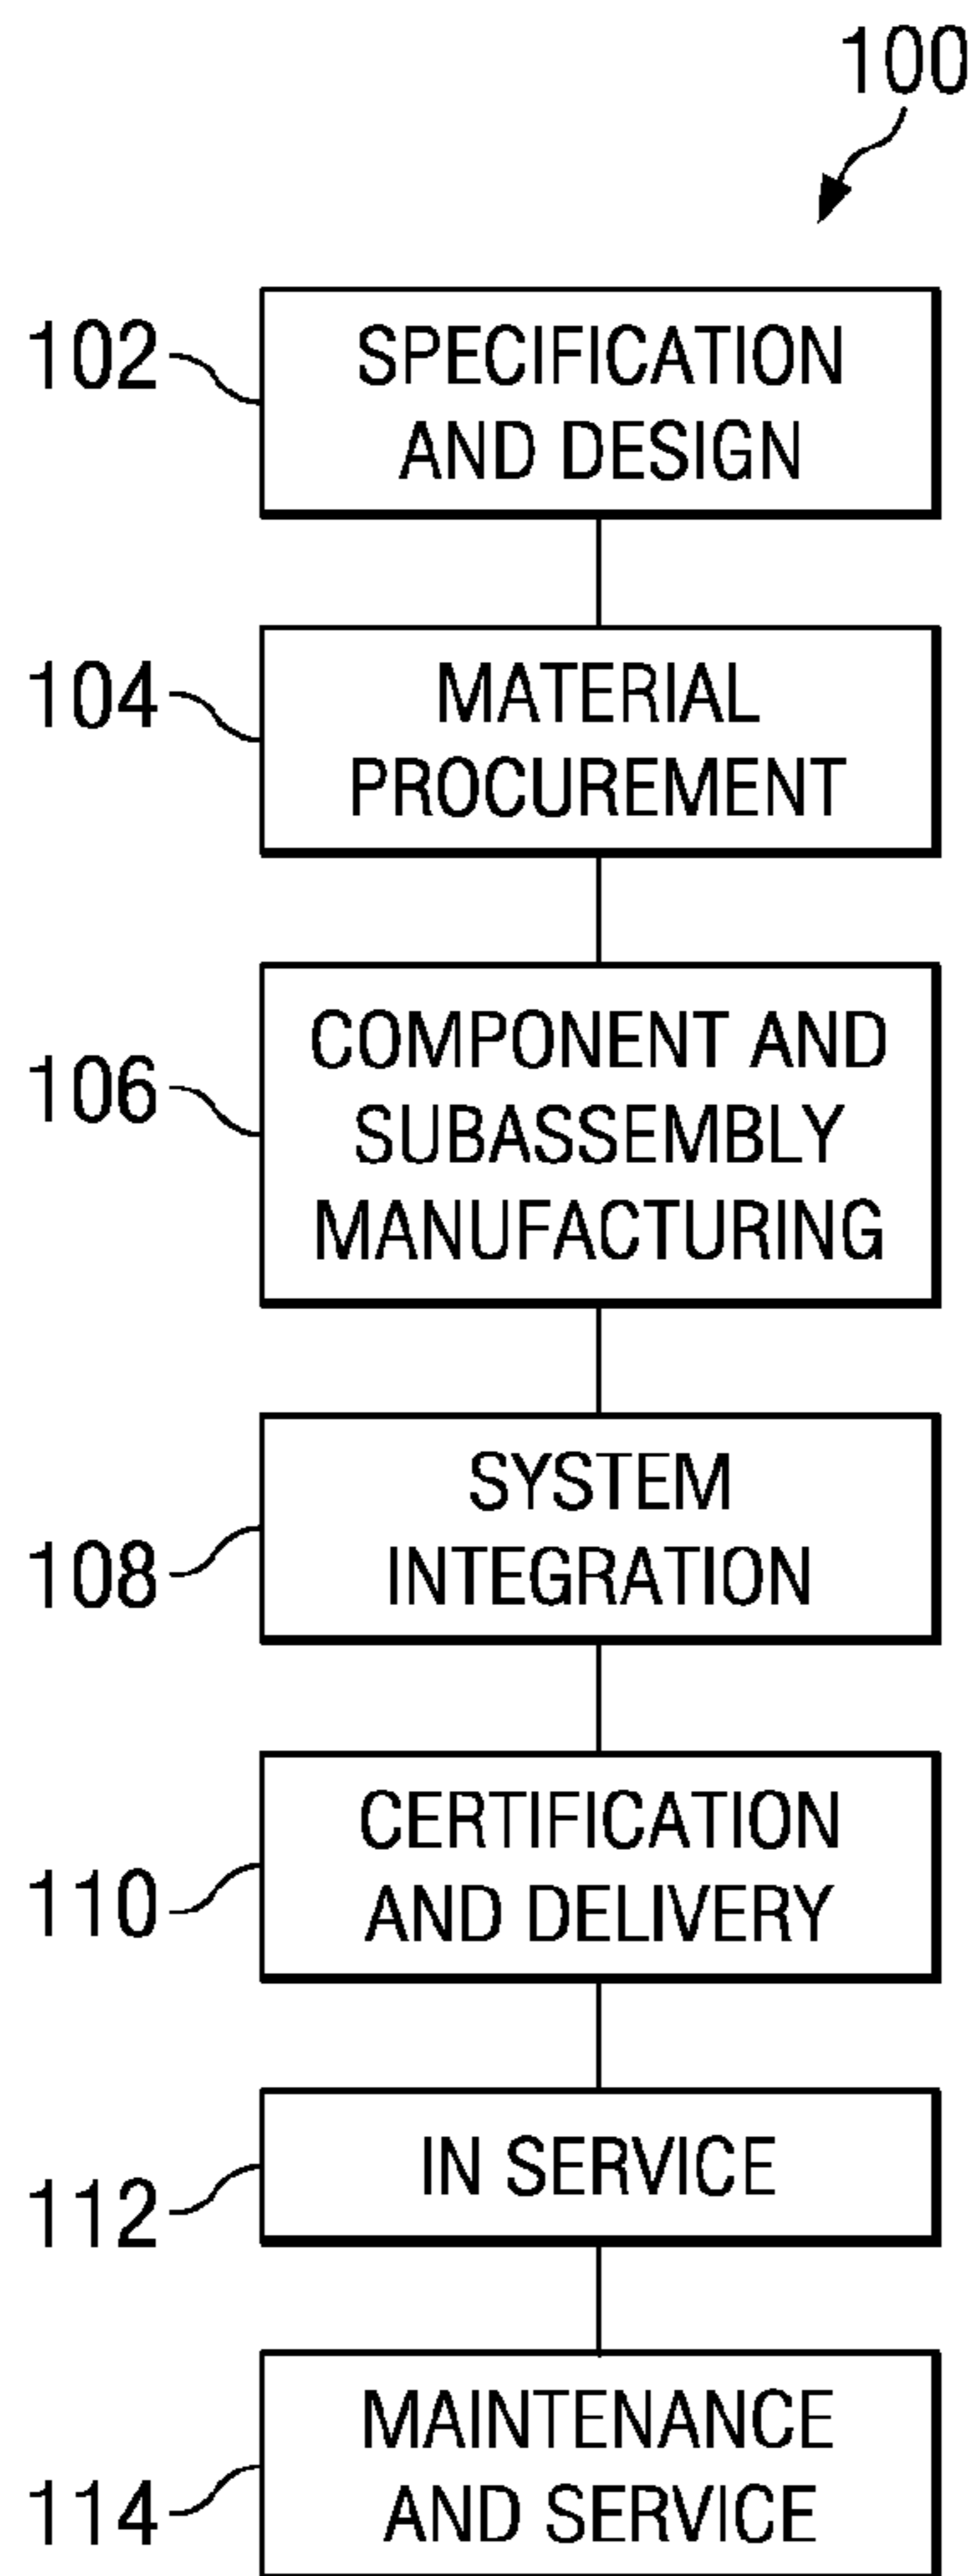 100
102
SPECIFICATION
AND DESIGN
104
MATERIAL
PROCUREMENT
106
COMPONENT AND
SUBASSEMBLY
MANUFACTURING
108
SYSTEM
INTEGRATION
110
CERTIFICATION
AND DELIVERY
112
IN SERVICE
114
MAINTENANCE
AND SERVICE